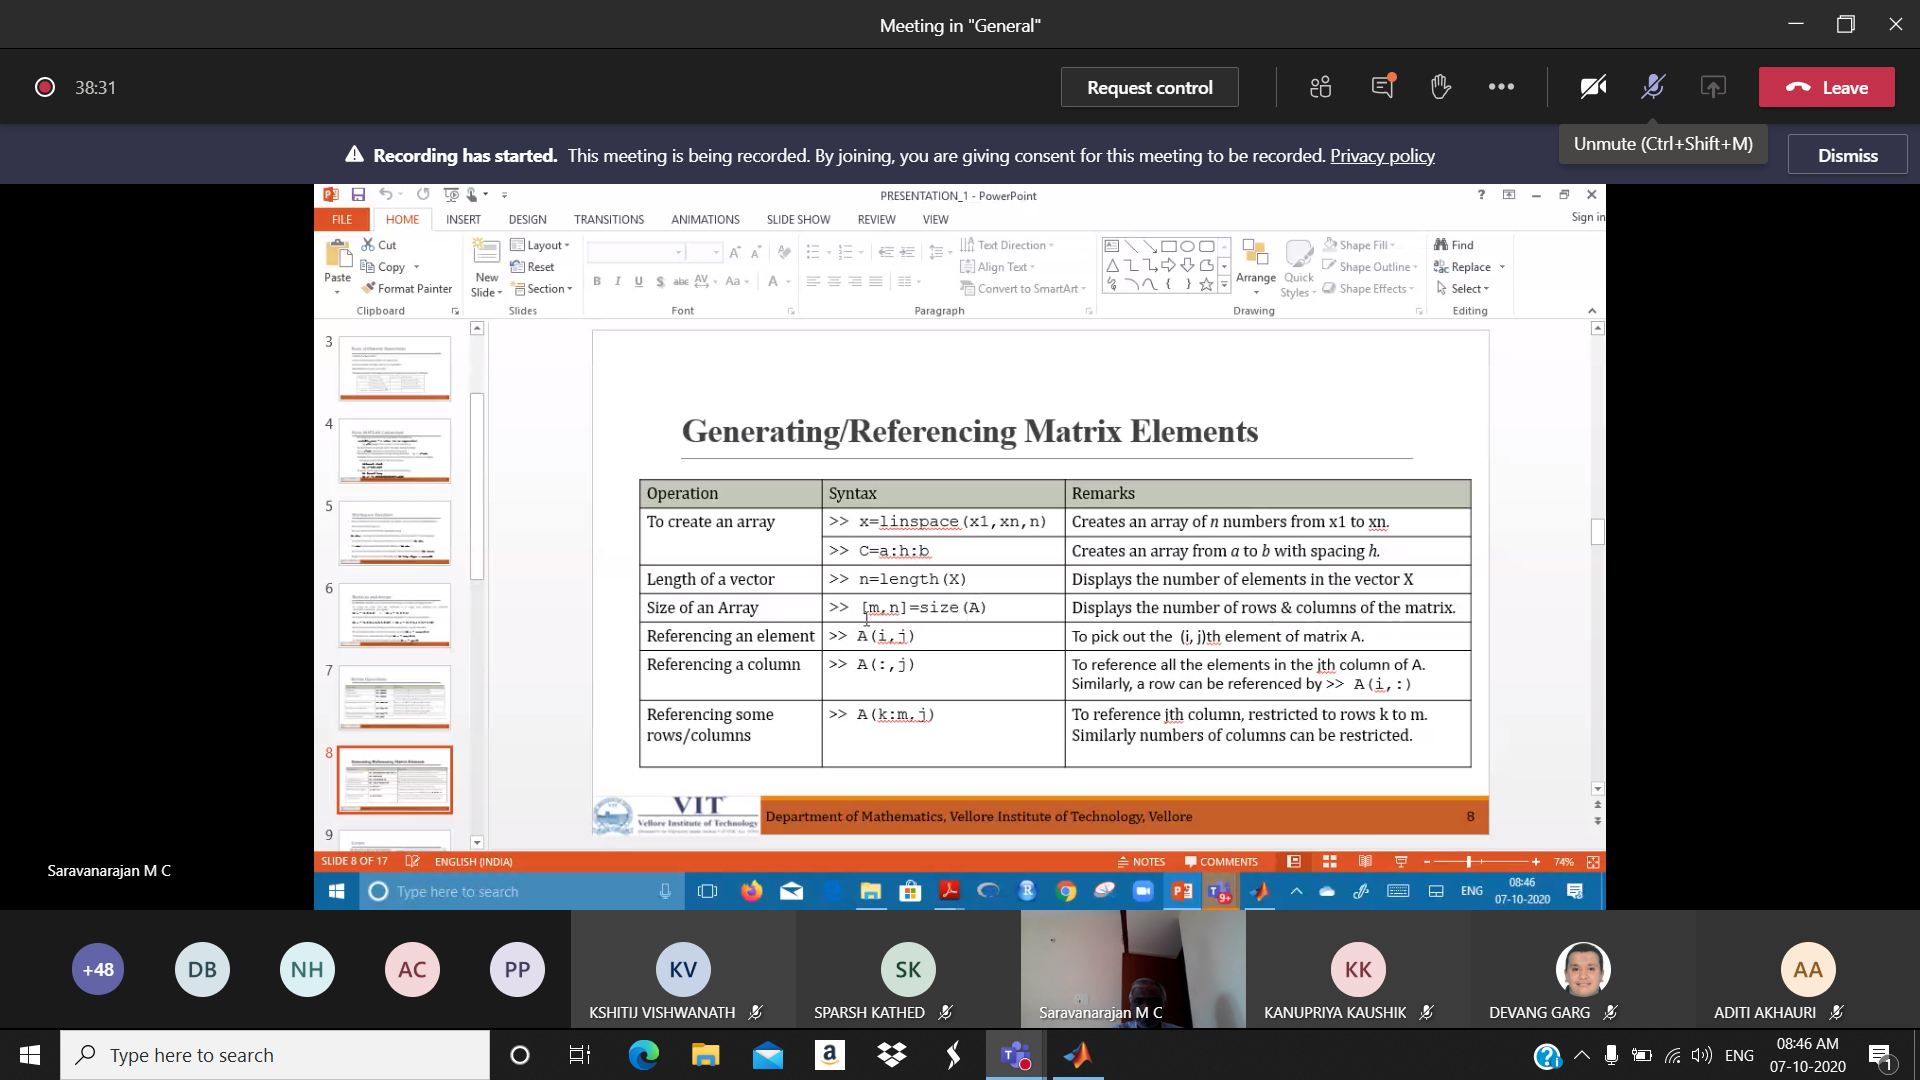 Meeting in "General"
38:31
Request control
Leave
Unmute (Ctrl+Shift+M)
Recording has started. This meeting is being recorded. By joining, you are giving consent for this meeting to be recorded. Privacy policy
Dismiss
PRESENTATION_1 - PowerPoint
FILE HOME INSERT DESIGN TRANSITIONS ANIMATIONS SLIDE SHOW REVIEW VIEW
Sign in
Paste
Cut
Copy
Format Painter
Clipboard
New Slide
Layout
Reset
Section
Slides
B I U S abc AV Aa A
Font
Text Direction
Align Text
Convert to SmartArt
Paragraph
Arrange
Quick Styles
Shape Fill
Shape Outline
Shape Effects
Drawing
Find
Replace
Select
Editing
3
4
5
6
7
8
9
Generating/Referencing Matrix Elements
Operation Syntax Remarks
To create an array >> x=linspace(x1,xn,n) Creates an array of n numbers from x1 to xn.
>> C=a:h:b Creates an array from a to b with spacing h.
Length of a vector >> n=length(X) Displays the number of elements in the vector X
Size of an Array >> [m,n]=size(A) Displays the number of rows & columns of the matrix.
Referencing an element >> A(i,j) To pick out the (i, j)th element of matrix A.
Referencing a column >> A(:,j) To reference all the elements in the jth column of A.
Similarly, a row can be referenced by >> A(i,:)
Referencing some >> A(k:m,j) To reference jth column, restricted to rows k to m.
rows/columns Similarly numbers of columns can be restricted.
VIT
Vellore Institute of Technology
Department of Mathematics, Vellore Institute of Technology, Vellore 8
SLIDE 8 OF 17 ENGLISH (INDIA) NOTES COMMENTS 74%
Saravanarajan M C
Type here to search
9+
ENG
08:46
07-10-2020
+48 DB NH AC PP KV SK KK AA
KSHITIJ VISHWANATH
SPARSH KATHED
Saravanarajan M C
KANUPRIYA KAUSHIK
DEVANG GARG
ADITI AKHAURI
Type here to search
a
ENG
08:46 AM
07-10-2020
1